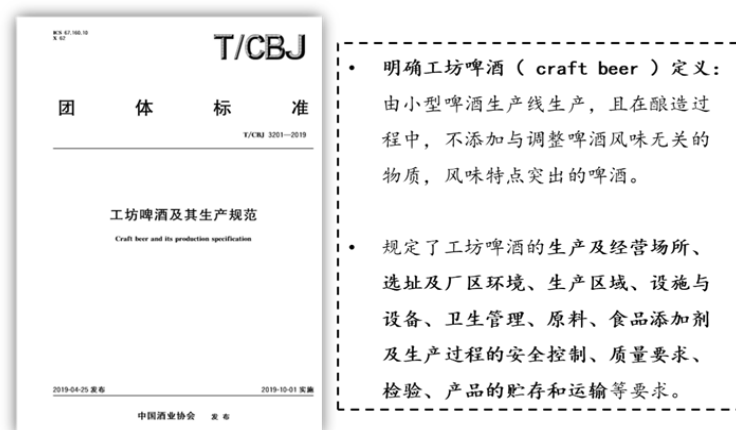 ICS 67.160.10
X 62
T/CBJ
团 体 标 准
T/CBJ 3201—2019
工坊啤酒及其生产规范
Craft beer and its production specification
2019-04-25 发布 2019-10-01 实施
中国酒业协会 发 布
• 明确工坊啤酒（ craft beer ）定义：
由小型啤酒生产线生产，且在酿造过
程中，不添加与调整啤酒风味无关的
物质，风味特点突出的啤酒。
• 规定了工坊啤酒的生产及经营场所、
选址及厂区环境、生产区域、设施与
设备、卫生管理、原料、食品添加剂
及生产过程的安全控制、质量要求、
检验、产品的贮存和运输等要求。